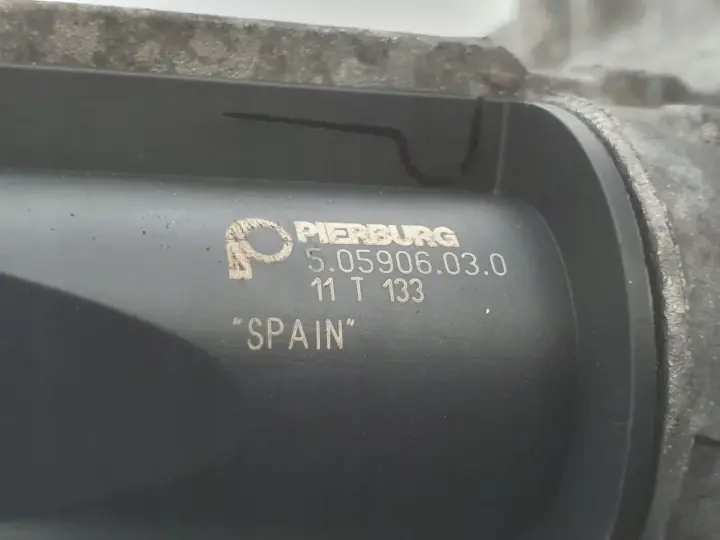 PIERBURG
5.05906.03.0
11 T 133
"SPAIN"